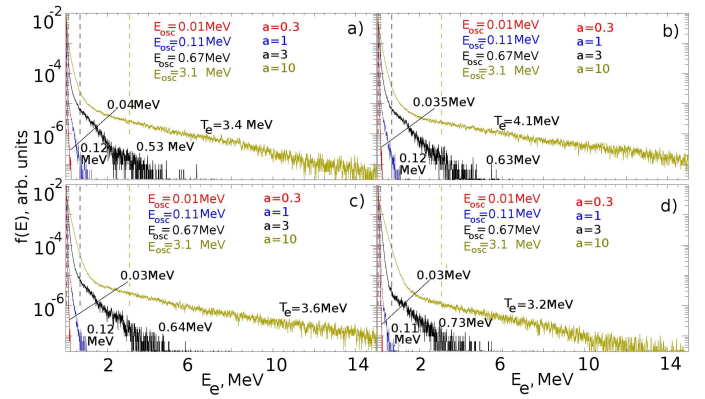 10⁻²
10⁻⁴
10⁻⁶
10⁻²
10⁻⁴
10⁻⁶
f(E), arb. units
a)
E_osc=0.01MeV a=0.3
E_osc=0.11MeV a=1
E_osc=0.67MeV a=3
E_osc=3.1 MeV a=10
0.04MeV
T_e=3.4 MeV
0.12 MeV
0.53 MeV
b)
E_osc=0.01MeV a=0.3
E_osc=0.11MeV a=1
E_osc=0.67MeV a=3
E_osc=3.1 MeV a=10
0.035MeV
T_e=4.1MeV
0.12 MeV
0.63MeV
c)
E_osc=0.01MeV a=0.3
E_osc=0.11MeV a=1
E_osc=0.67MeV a=3
E_osc=3.1 MeV a=10
0.03MeV
T_e=3.6MeV
0.12 MeV
0.64MeV
d)
E_osc=0.01MeV a=0.3
E_osc=0.11MeV a=1
E_osc=0.67MeV a=3
E_osc=3.1 MeV a=10
0.03MeV
T_e=3.2MeV
0.11 MeV
0.73MeV
2 6 10 14
2 6 10 14
E_e, MeV
E_e, MeV